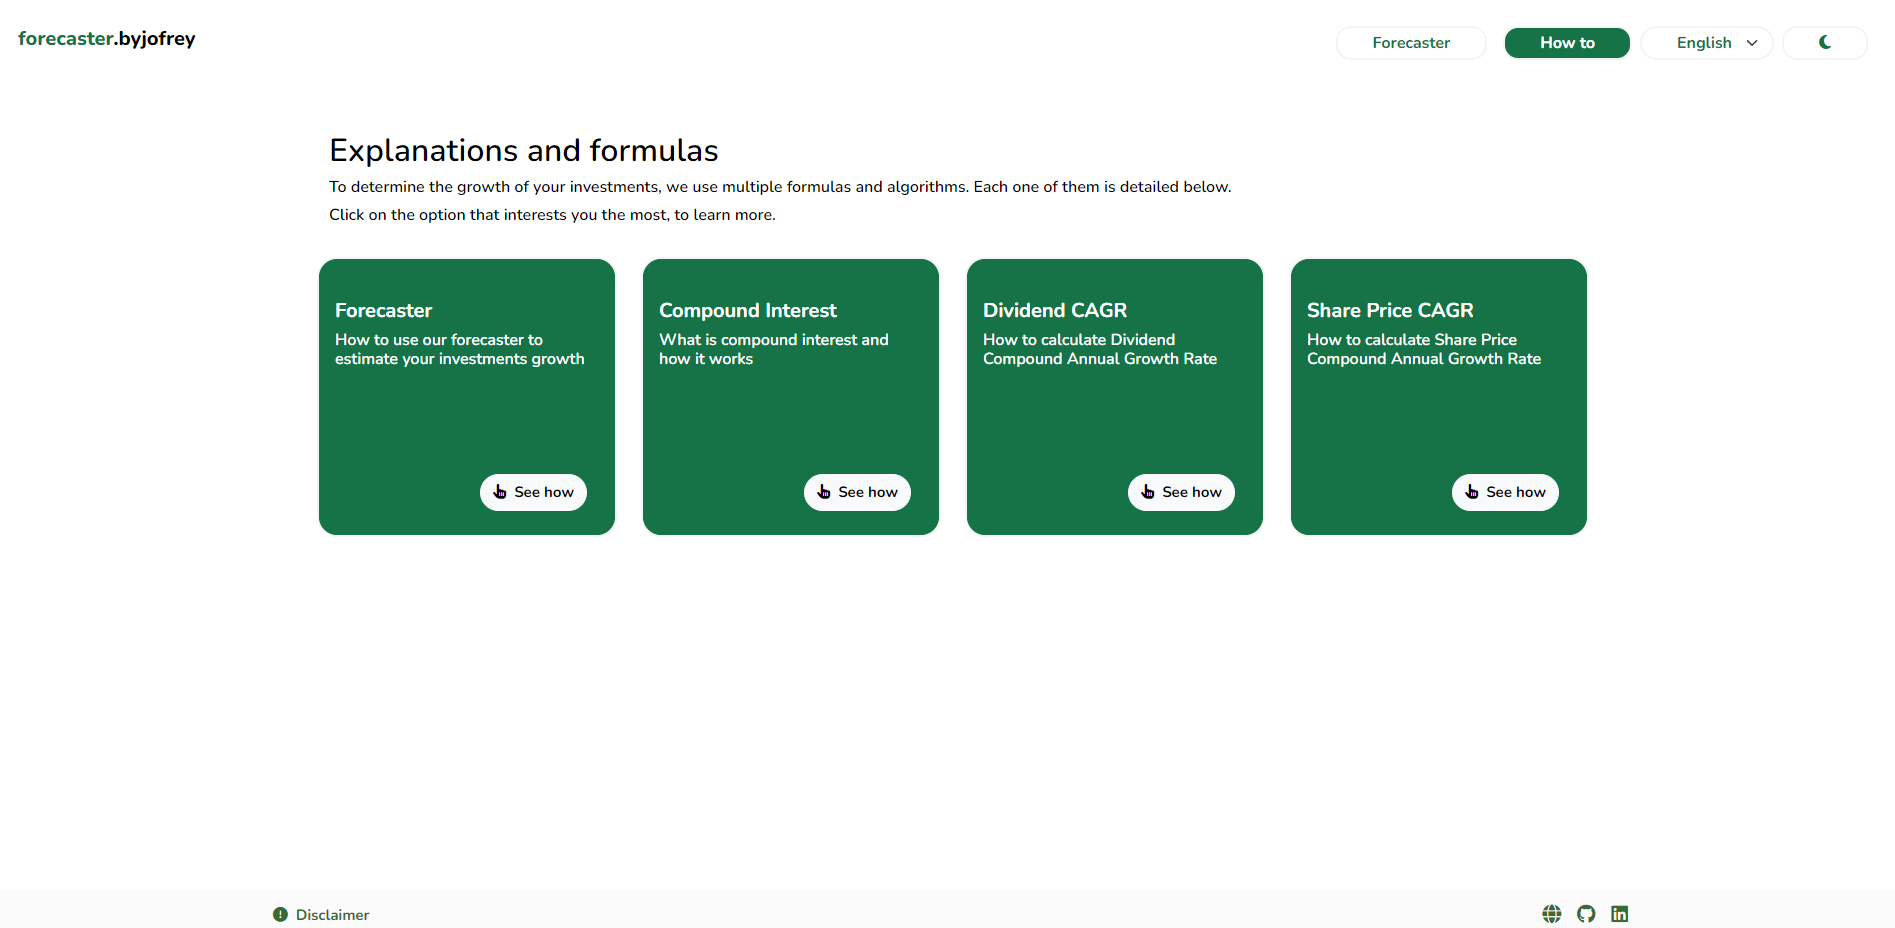 forecaster.byjofrey
Forecaster
How to
English
Explanations and formulas
To determine the growth of your investments, we use multiple formulas and algorithms. Each one of them is detailed below.
Click on the option that interests you the most, to learn more.
Forecaster
How to use our forecaster to
estimate your investments growth
See how
Compound Interest
What is compound interest and
how it works
See how
Dividend CAGR
How to calculate Dividend
Compound Annual Growth Rate
See how
Share Price CAGR
How to calculate Share Price
Compound Annual Growth Rate
See how
Disclaimer